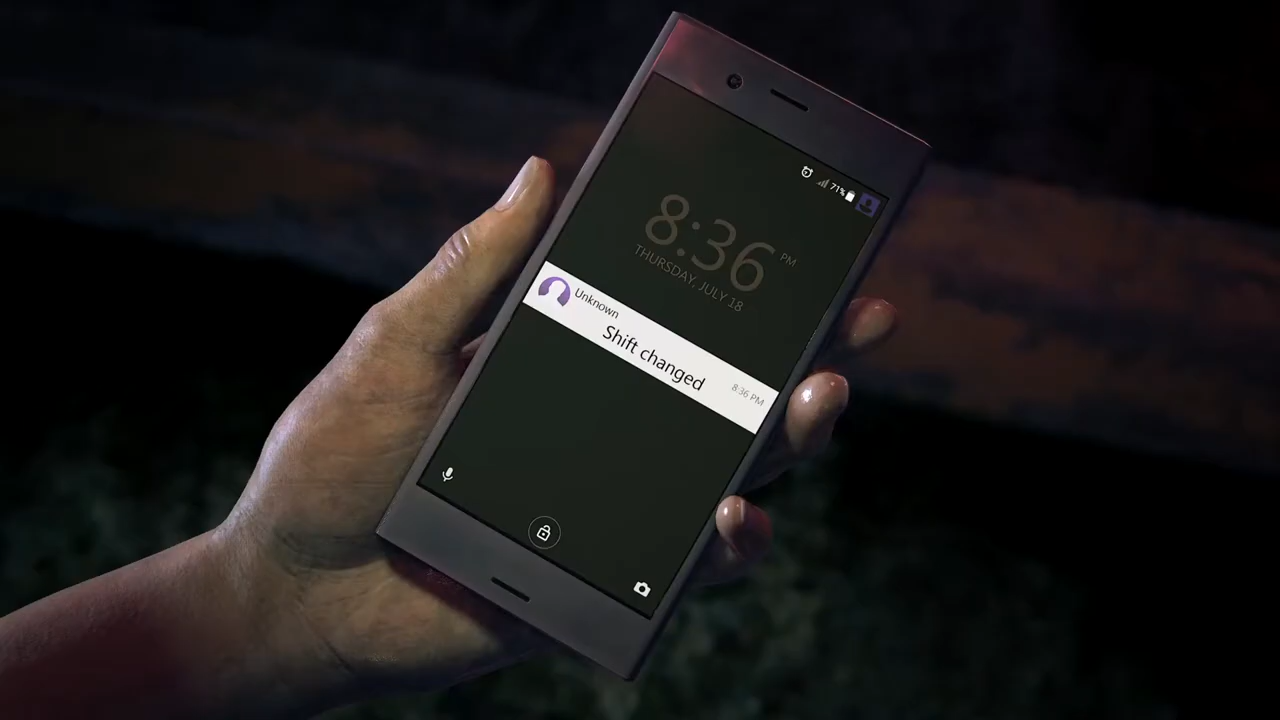 71%
8:36 PM
THURSDAY, JULY 18
Unknown
Shift changed
8:36 PM